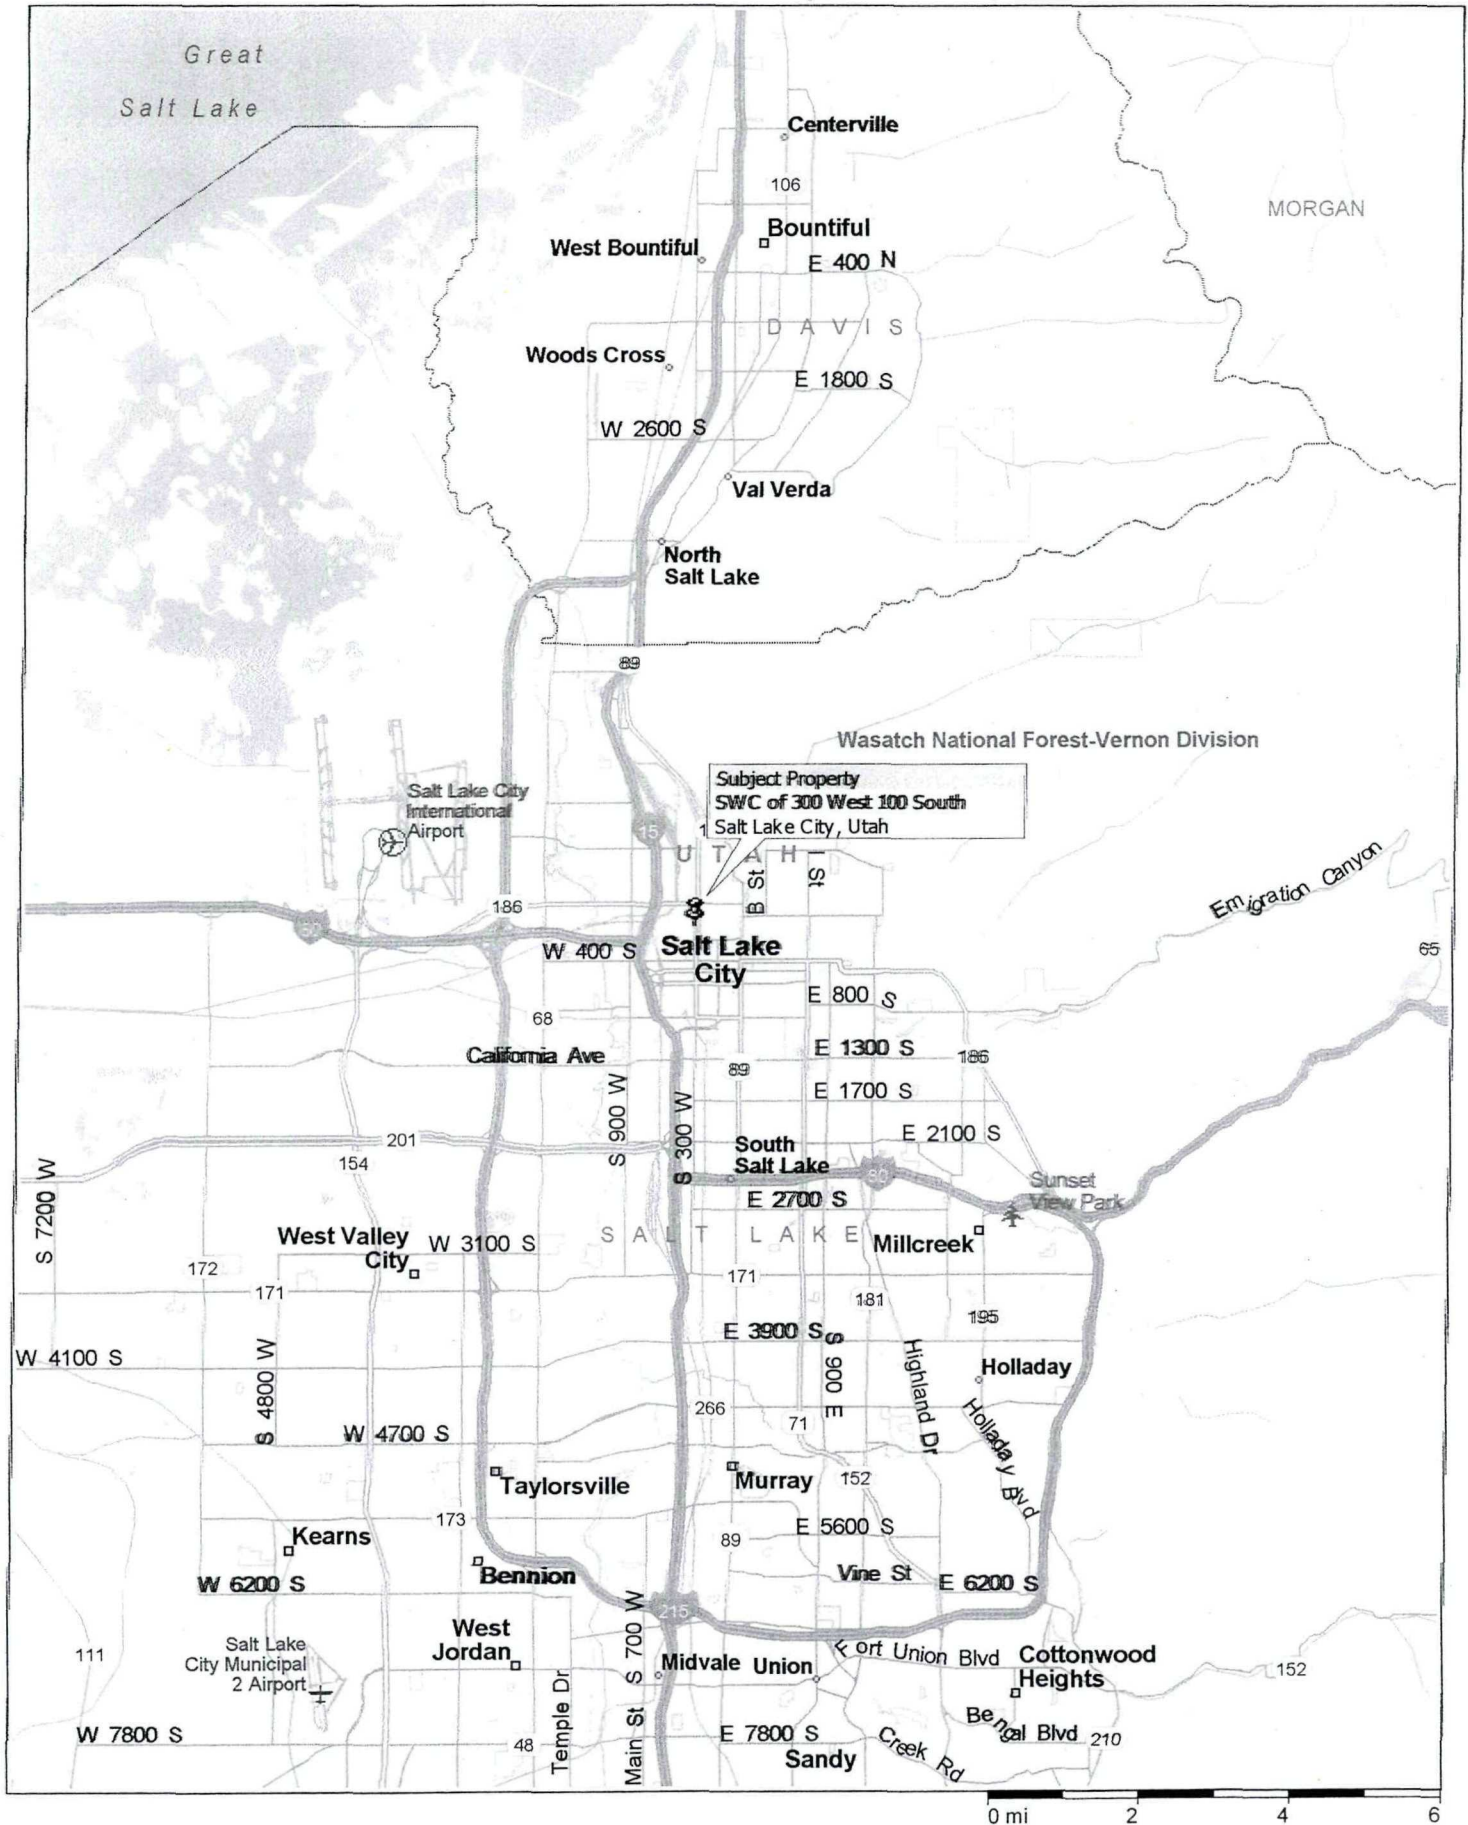 Great
Salt Lake
Centerville
106
MORGAN
Bountiful
West Bountiful
E 400 N
DAVIS
Woods Cross
E 1800 S
W 2600 S
Val Verda
North
Salt Lake
89
Wasatch National Forest-Vernon Division
Subject Property
SWC of 300 West 100 South
Salt Lake City, Utah
Salt Lake City
International
Airport
15
1
UTAH
B St
I St
Emigration Canyon
186
80
W 400 S
Salt Lake
City
65
E 800 S
68
California Ave
E 1300 S
186
89
S 900 W
S 300 W
E 1700 S
201
E 2100 S
South
Salt Lake
154
80
S 7200 W
Sunset
View Park
E 2700 S
West Valley
City
W 3100 S
SALT LAKE
Millcreek
172
171
171
181
195
E 3900 S
S 900 E
W 4100 S
S 4800 W
Highland Dr
Holladay
Holladay Blvd
266
71
W 4700 S
Taylorsville
Murray
152
173
89
E 5600 S
Kearns
Bennion
Vine St
E 6200 S
W 6200 S
215
S 700 W
West
Jordan
111
Salt Lake
City Municipal
2 Airport
Midvale
Union
Fort Union Blvd
Cottonwood
Heights
152
Temple Dr
Main St
Bengal Blvd
210
W 7800 S
48
E 7800 S
Creek Rd
Sandy
0 mi
2
4
6